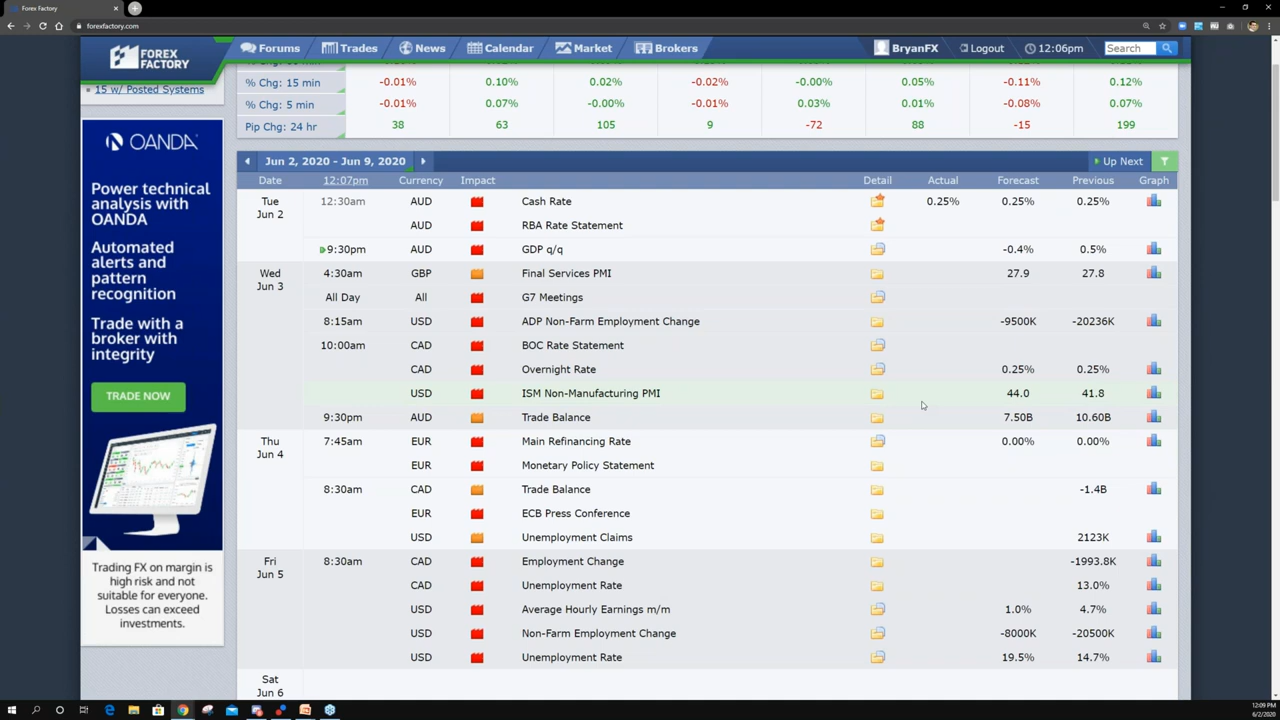 Forex Factory
forexfactory.com
FOREX FACTORY Forums Trades News Calendar Market Brokers BryanFX Logout 12:06pm Search
15 w/ Posted Systems
% Chg: 15 min -0.01% 0.10% 0.02% -0.02% -0.00% 0.05% -0.11% 0.12%
% Chg: 5 min -0.01% 0.07% -0.00% -0.01% 0.03% 0.01% -0.08% 0.07%
Pip Chg: 24 hr 38 63 105 9 -72 88 -15 199
OANDA
Power technical
analysis with
OANDA
Automated
alerts and
pattern
recognition
Trade with a
broker with
integrity
TRADE NOW
Trading FX on margin is
high risk and not
suitable for everyone.
Losses can exceed
investments.
Jun 2, 2020 - Jun 9, 2020 Up Next
Date 12:07pm Currency Impact Detail Actual Forecast Previous Graph
Tue Jun 2 12:30am AUD Cash Rate 0.25% 0.25% 0.25%
AUD RBA Rate Statement
9:30pm AUD GDP q/q -0.4% 0.5%
Wed Jun 3 4:30am GBP Final Services PMI 27.9 27.8
All Day All G7 Meetings
8:15am USD ADP Non-Farm Employment Change -9500K -20236K
10:00am CAD BOC Rate Statement
CAD Overnight Rate 0.25% 0.25%
USD ISM Non-Manufacturing PMI 44.0 41.8
9:30pm AUD Trade Balance 7.50B 10.60B
Thu Jun 4 7:45am EUR Main Refinancing Rate 0.00% 0.00%
EUR Monetary Policy Statement
8:30am CAD Trade Balance -1.4B
EUR ECB Press Conference
USD Unemployment Claims 2123K
Fri Jun 5 8:30am CAD Employment Change -1993.8K
CAD Unemployment Rate 13.0%
USD Average Hourly Earnings m/m 1.0% 4.7%
USD Non-Farm Employment Change -8000K -20500K
USD Unemployment Rate 19.5% 14.7%
Sat Jun 6
12:09 PM
6/2/2020